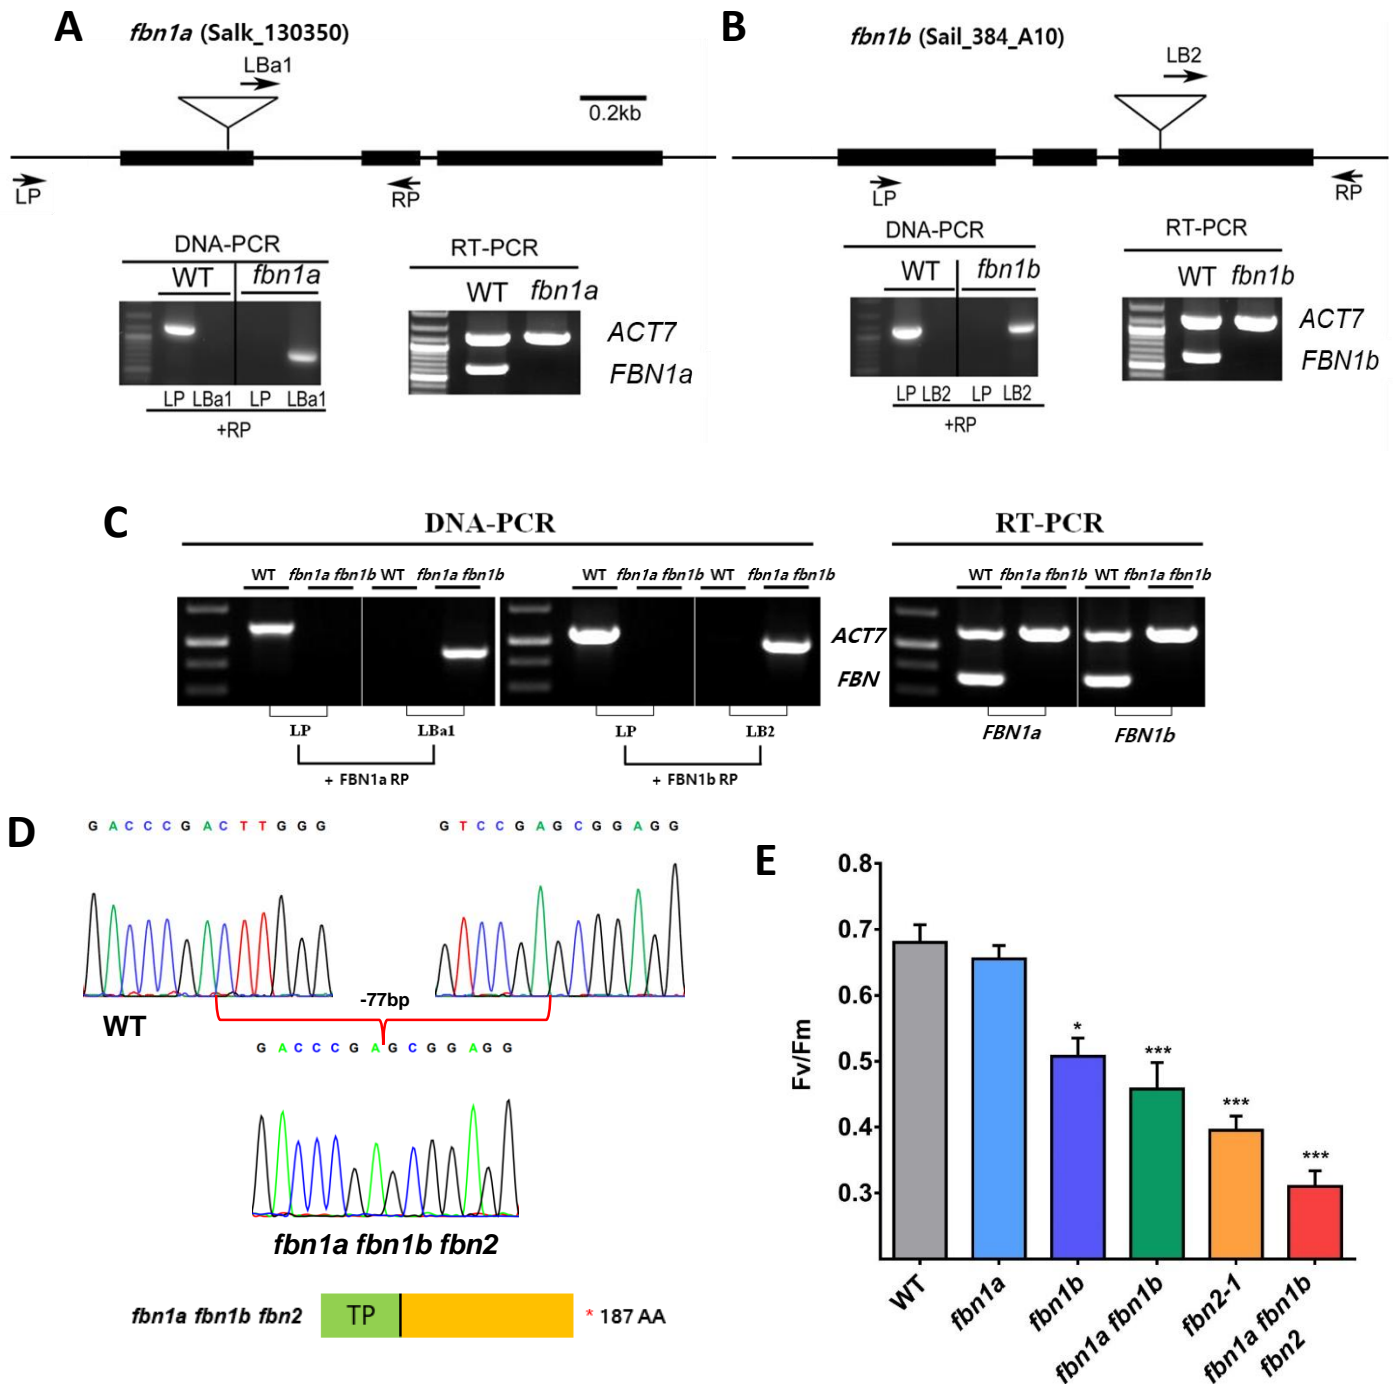 A
fbn1a (Salk_130350)
LBa1
0.2kb
LP
RP
DNA-PCR
WT fbn1a
LP LBa1 LP LBa1
+RP
RT-PCR
WT fbn1a
ACT7
FBN1a
B
fbn1b (Sail_384_A10)
LB2
LP
RP
DNA-PCR
WT fbn1b
LP LB2 LP LB2
+RP
RT-PCR
WT fbn1b
ACT7
FBN1b
C
DNA-PCR
WT fbn1a fbn1b WT fbn1a fbn1b WT fbn1a fbn1b WT fbn1a fbn1b
LP LBa1 LP LB2
+ FBN1a RP + FBN1b RP
RT-PCR
WT fbn1a fbn1b WT fbn1a fbn1b
ACT7
FBN
FBN1a FBN1b
D
G A C C C G A C T T G G G
G T C C G A G C G G A G G
WT
-77bp
G A C C C G A G C G G A G G
fbn1a fbn1b fbn2
fbn1a fbn1b fbn2 TP * 187 AA
E
Fv/Fm
0.8
0.7
0.6
0.5
0.4
0.3
*
***
***
***
WT
fbn1a
fbn1b
fbn1a fbn1b
fbn2-1
fbn1a fbn1b
fbn2